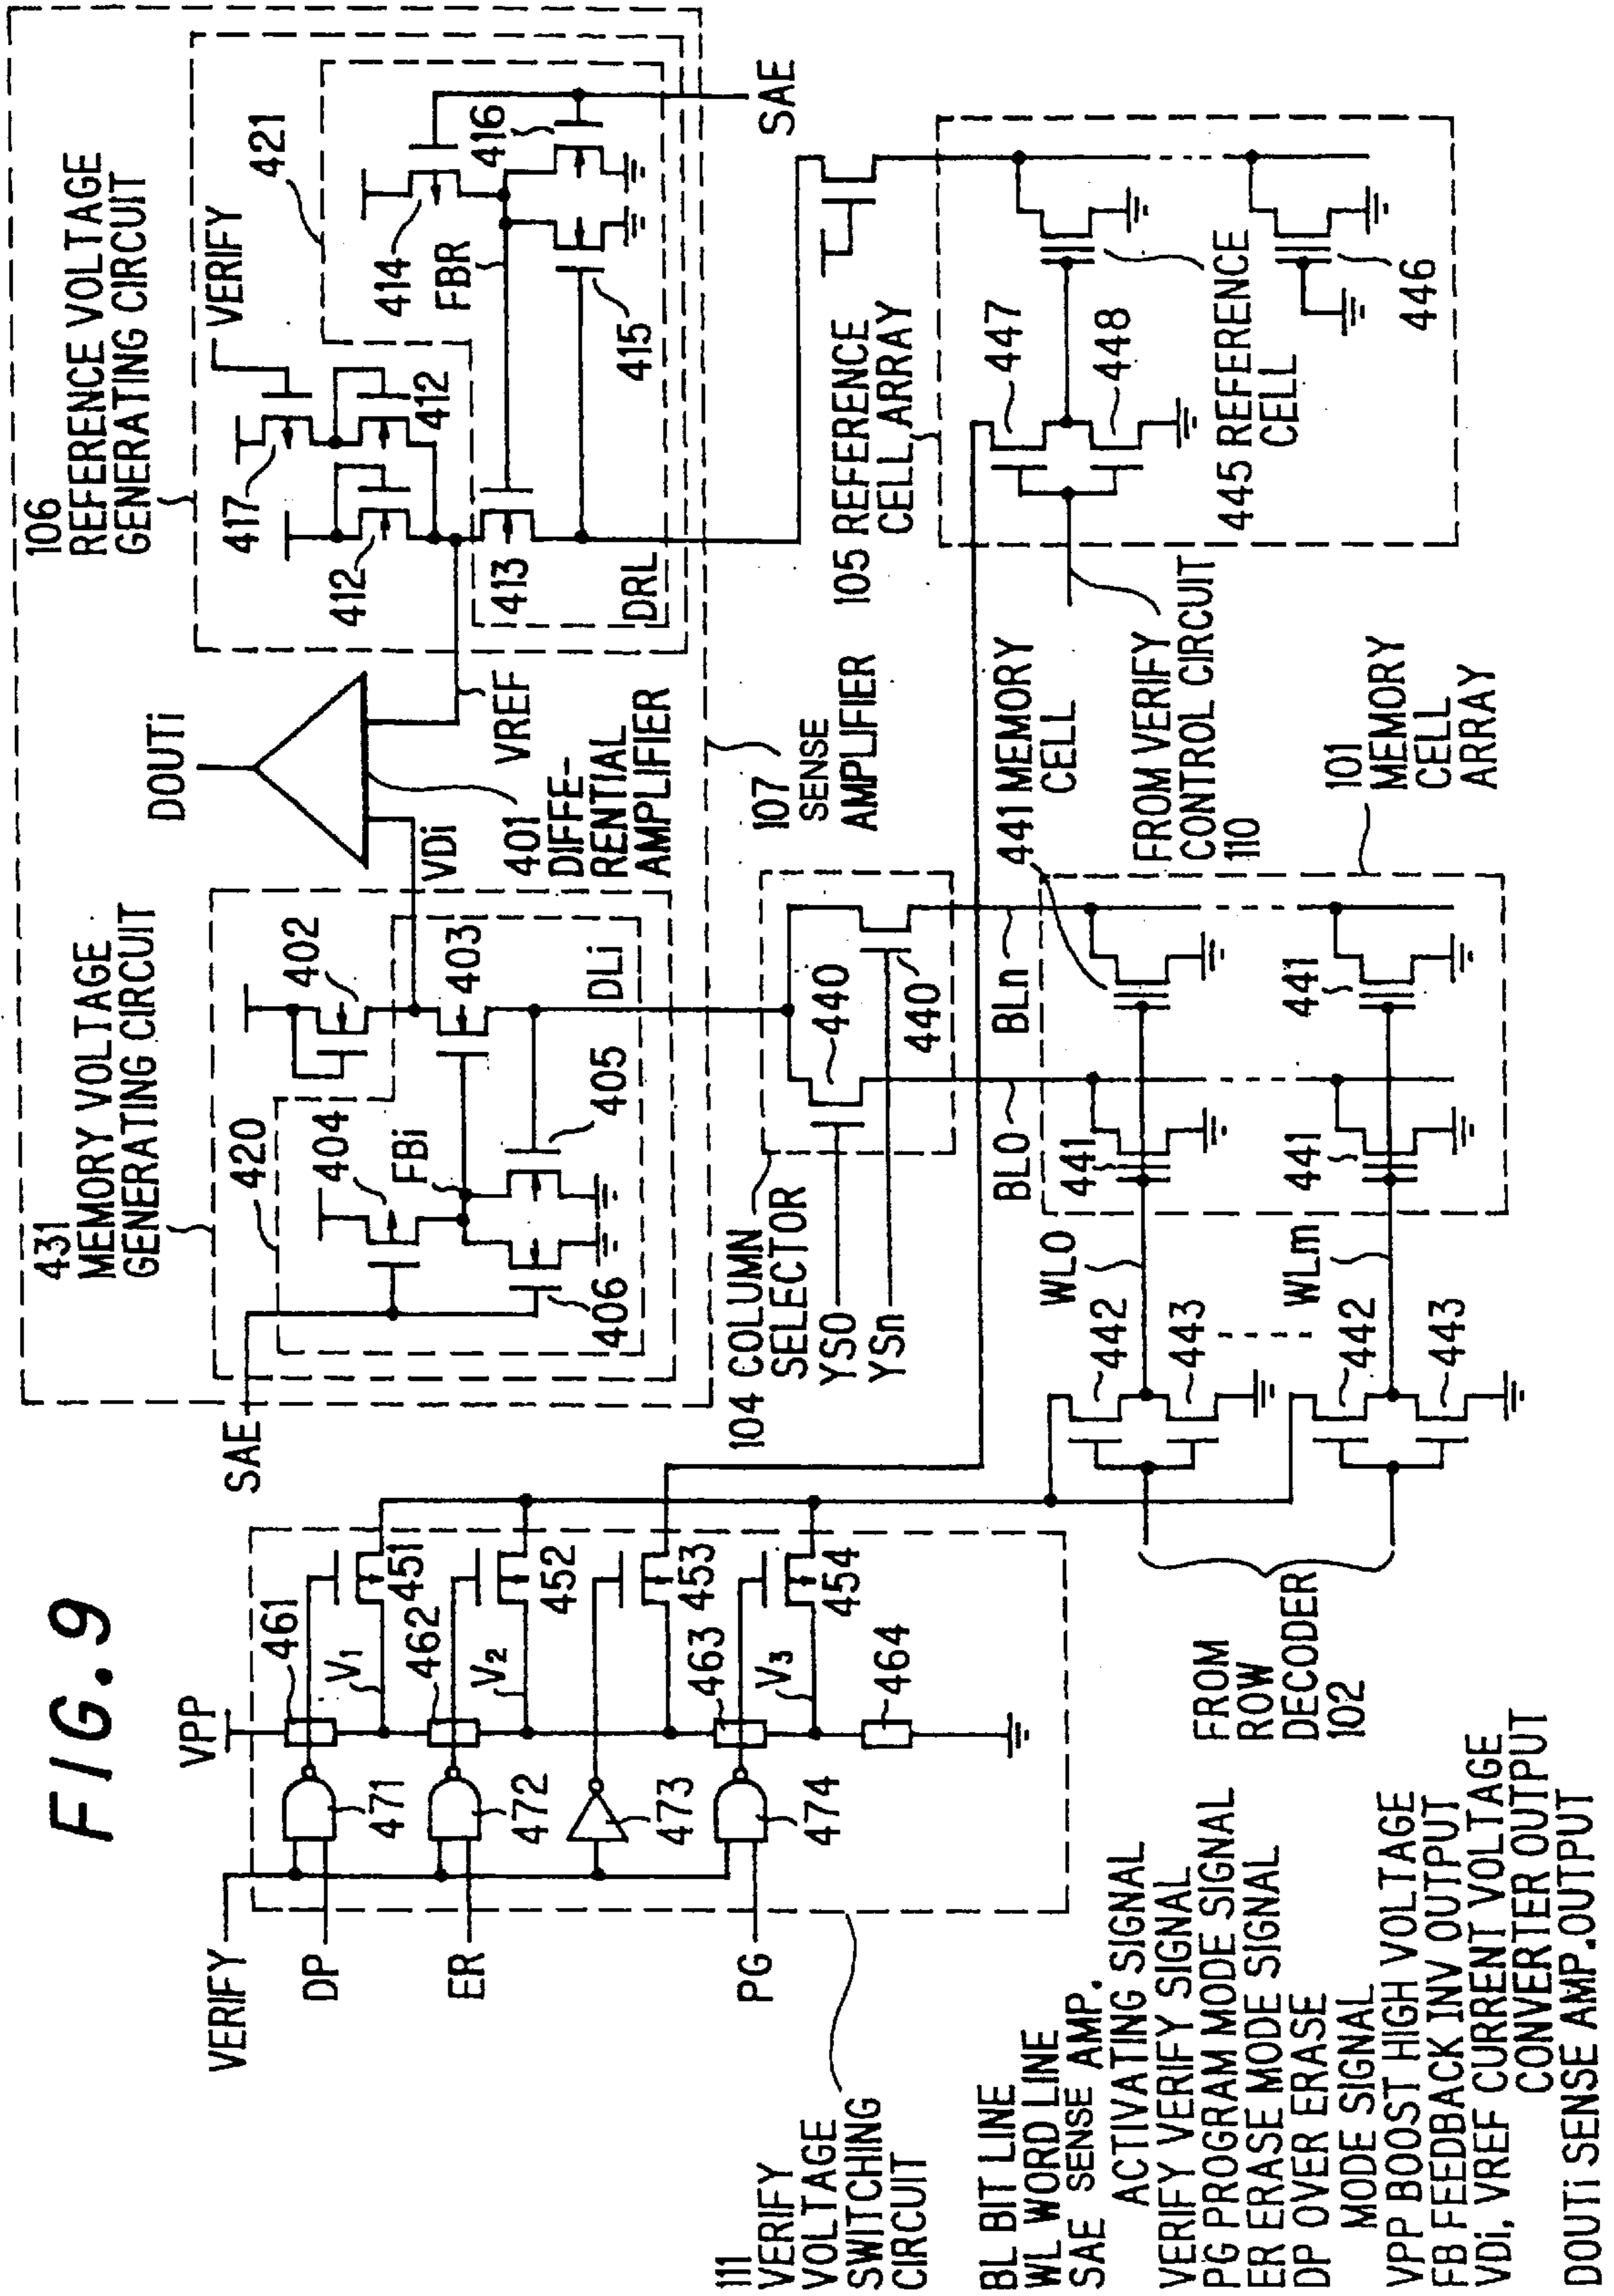 FIG.9
431
MEMORY VOLTAGE
GENERATING CIRCUIT
106
REFERENCE VOLTAGE
GENERATING CIRCUIT
DOUTi
VERIFY
421
417
412
412
414
416
FBR
415
413
DRL
SAE
VREF
VDi
401
DIFFE-
RENTIAL
AMPLIFIER
402
403
420
404
FBi
405
406
DLi
SAE
107
SENSE
AMPLIFIER
104 COLUMN
SELECTOR
YS0
YSn
440
440
105 REFERENCE
CELL ARRAY
447
448
445 REFERENCE
CELL
446
FROM VERIFY
CONTROL CIRCUIT
110
441 MEMORY
CELL
101
MEMORY
CELL
ARRAY
BL0
BLn
441
441
441
WL0
WLm
442
443
442
443
FROM
ROW
DECODER
102
VPP
461
V1
451
462
V2
452
453
463
V3
454
464
471
472
473
474
VERIFY
DP
ER
PG
111
VERIFY
VOLTAGE
SWITCHING
CIRCUIT
BL BIT LINE
WL WORD LINE
SAE SENSE AMP.
ACTIVATING SIGNAL
VERIFY VERIFY SIGNAL
PG PROGRAM MODE SIGNAL
ER ERASE MODE SIGNAL
DP OVER ERASE
MODE SIGNAL
VPP BOOST HIGH VOLTAGE
FB FEEDBACK INV OUTPUT
VDi, VREF CURRENT VOLTAGE
CONVERTER OUTPUT
DOUTi SENSE AMP.OUTPUT